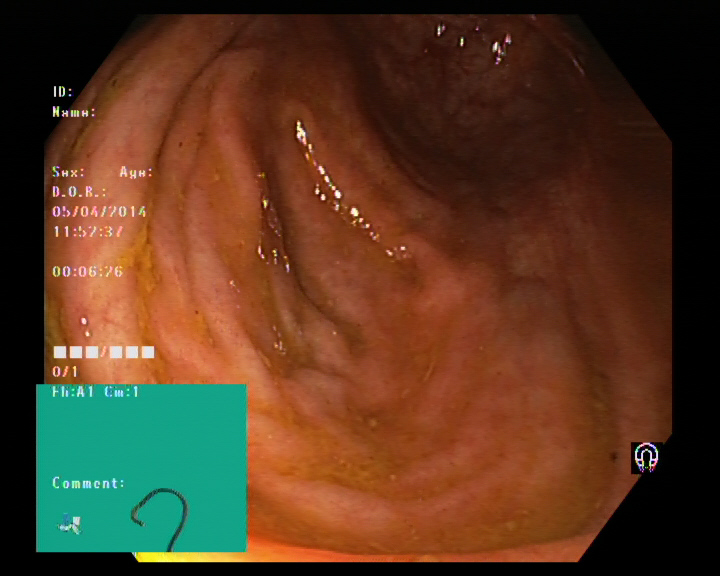 ID:
Name:
Sex: Age:
D.O.B.:
05/04/2014
11:52:37
00:06:26
■■■/■■■
0/1
Eh:A1 Cm:1
Comment: